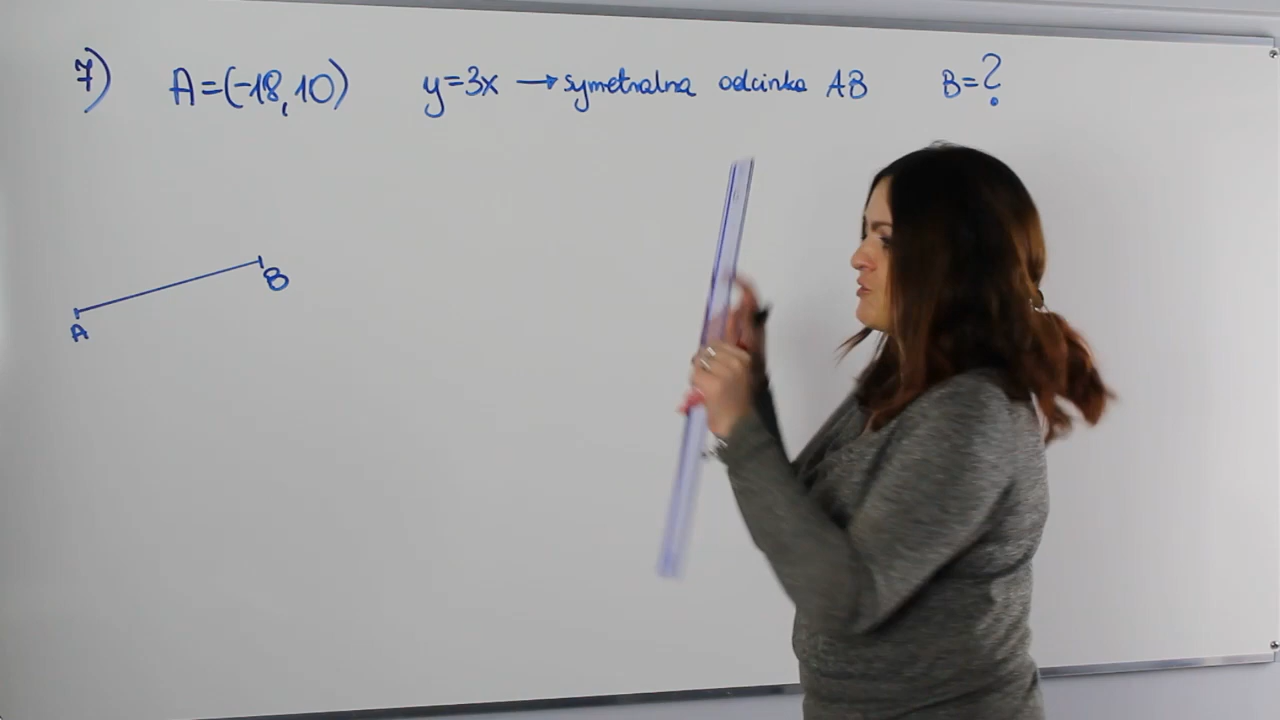 7) A=(-18,10) y=3x → symetralna odcinka AB B=?
B
A